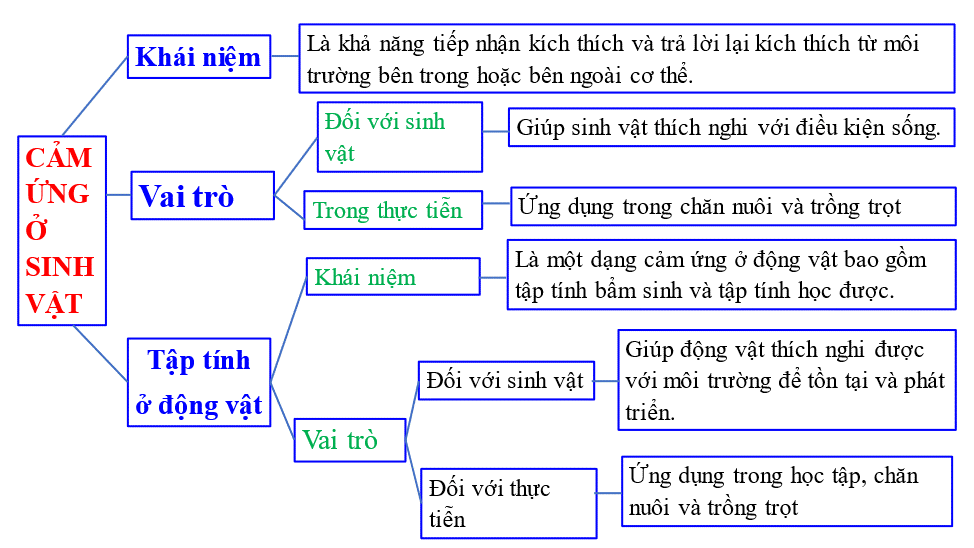 CẢM
ỨNG
Ở
SINH
VẬT
Khái niệm
Là khả năng tiếp nhận kích thích và trả lời lại kích thích từ môi
trường bên trong hoặc bên ngoài cơ thể.
Vai trò
Đối với sinh
vật
Giúp sinh vật thích nghi với điều kiện sống.
Trong thực tiễn
Ứng dụng trong chăn nuôi và trồng trọt
Tập tính
ở động vật
Khái niệm
Là một dạng cảm ứng ở động vật bao gồm
tập tính bẩm sinh và tập tính học được.
Vai trò
Đối với sinh vật
Giúp động vật thích nghi được
với môi trường để tồn tại và phát
triển.
Đối với thực
tiễn
Ứng dụng trong học tập, chăn
nuôi và trồng trọt